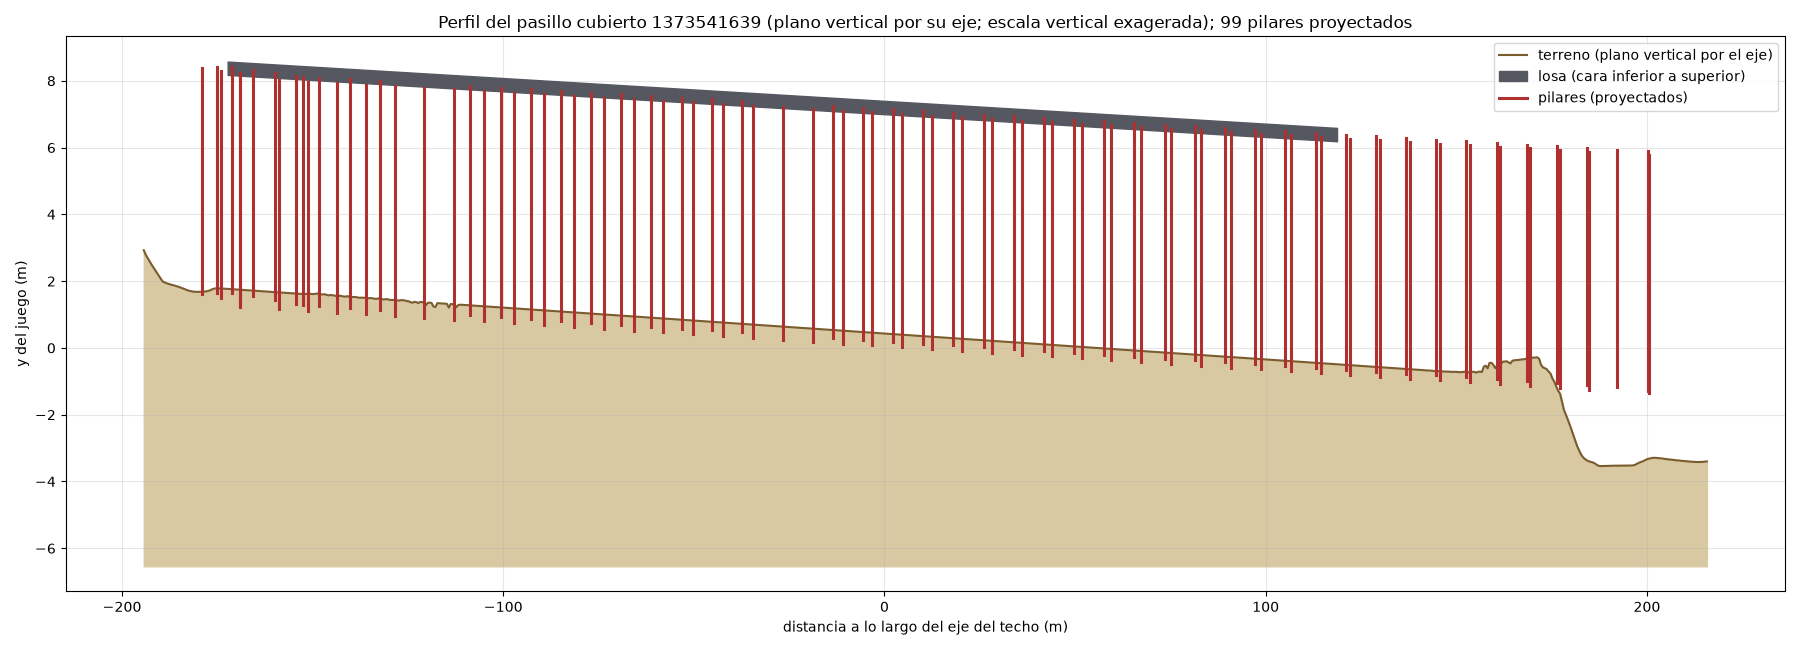 Perfil del pasillo cubierto 1373541639 (plano vertical por su eje; escala vertical exagerada); 99 pilares proyectados
terreno (plano vertical por el eje)
losa (cara inferior a superior)
pilares (proyectados)
y del juego (m)
8
6
4
2
0
−2
−4
−6
−200
−100
0
100
200
distancia a lo largo del eje del techo (m)